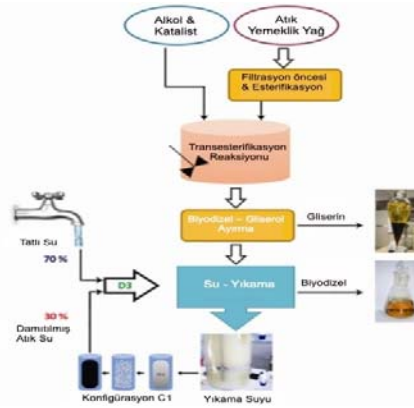 Alkol &
Katalist
Atık
Yemeklik Yağ
Filtrasyon öncesi
& Esterifikasyon
Transesterifikasyon
Reaksiyonu
Biyodizel - Gliserol
Ayırma
Gliserin
Tatlı Su
70 %
D3
Su - Yıkama
Biyodizel
30 %
Damıtılmış
Atık Su
Konfigürasyon C1
Yıkama Suyu